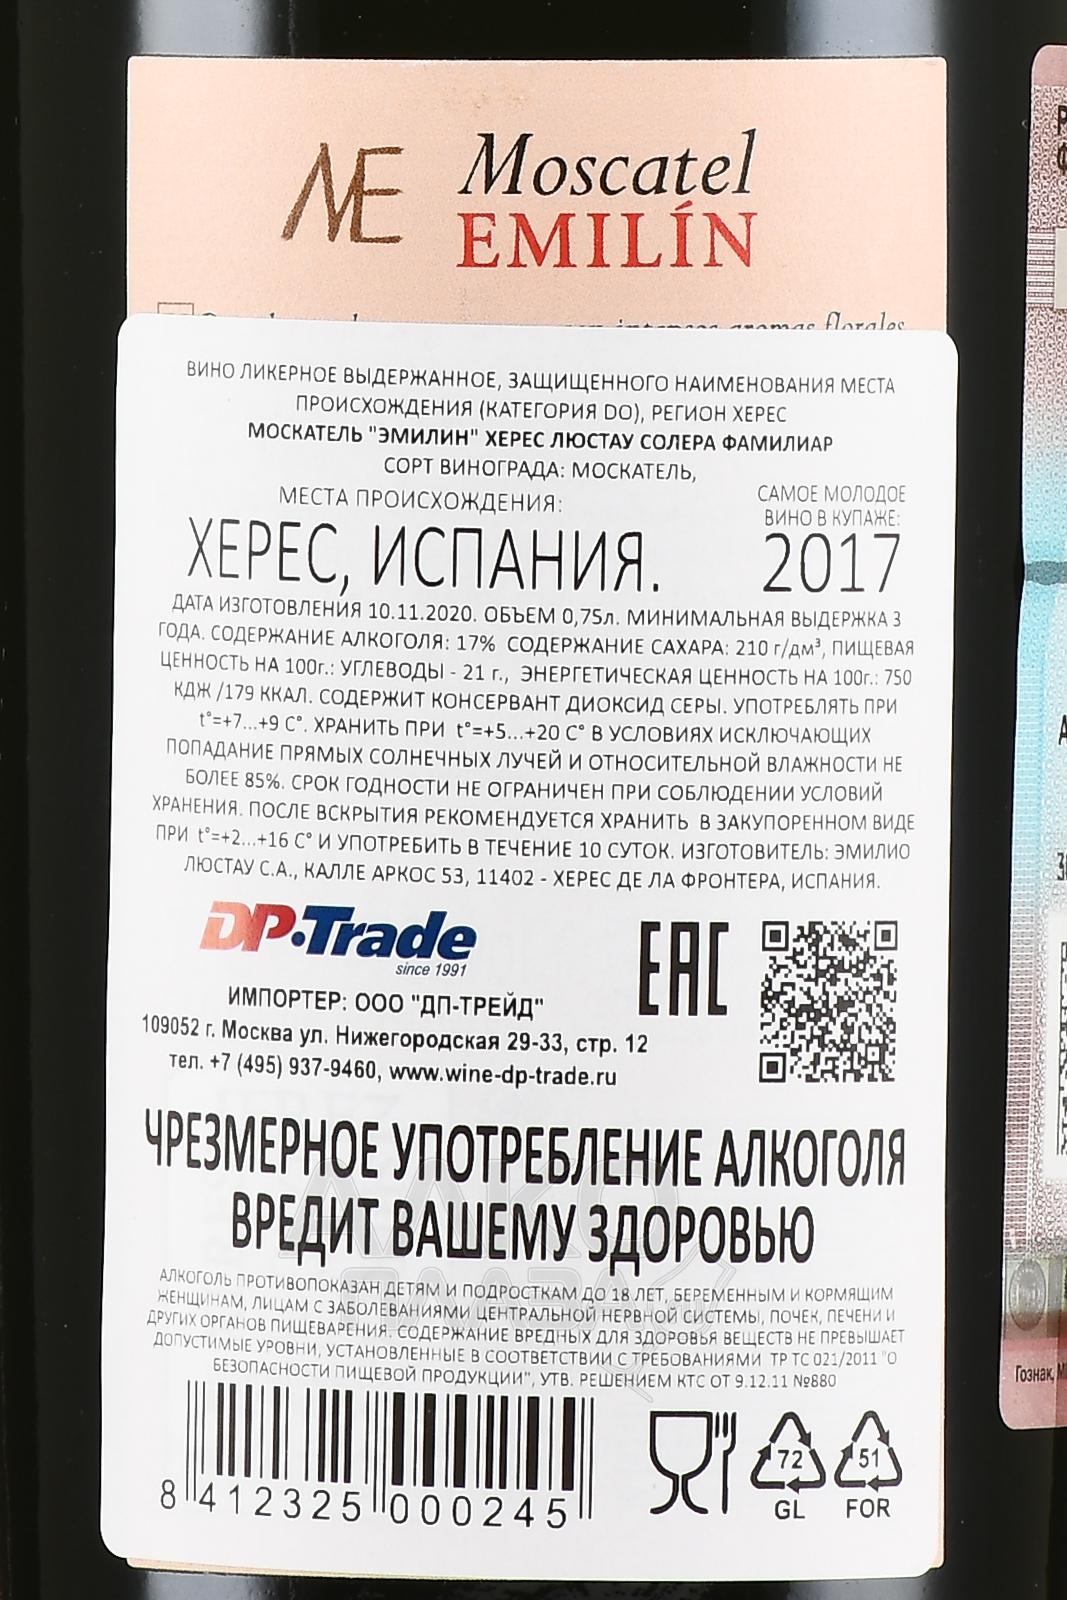 ME Moscatel
EMILÍN
intensos aromas florales
ВИНО ЛИКЕРНОЕ ВЫДЕРЖАННОЕ, ЗАЩИЩЕННОГО НАИМЕНОВАНИЯ МЕСТА
ПРОИСХОЖДЕНИЯ (КАТЕГОРИЯ DO), РЕГИОН ХЕРЕС
МОСКАТЕЛЬ "ЭМИЛИН" ХЕРЕС ЛЮСТАУ СОЛЕРА ФАМИЛИАР
СОРТ ВИНОГРАДА: МОСКАТЕЛЬ,
МЕСТА ПРОИСХОЖДЕНИЯ:
ХЕРЕС, ИСПАНИЯ.
САМОЕ МОЛОДОЕ
ВИНО В КУПАЖЕ:
2017
ДАТА ИЗГОТОВЛЕНИЯ 10.11.2020. ОБЪЕМ 0,75л. МИНИМАЛЬНАЯ ВЫДЕРЖКА 3
ГОДА. СОДЕРЖАНИЕ АЛКОГОЛЯ: 17% СОДЕРЖАНИЕ САХАРА: 210 г/дм³, ПИЩЕВАЯ
ЦЕННОСТЬ НА 100г.: УГЛЕВОДЫ - 21 г., ЭНЕРГЕТИЧЕСКАЯ ЦЕННОСТЬ НА 100г.: 750
КДЖ /179 ККАЛ. СОДЕРЖИТ КОНСЕРВАНТ ДИОКСИД СЕРЫ. УПОТРЕБЛЯТЬ ПРИ
t°=+7...+9 С°. ХРАНИТЬ ПРИ t°=+5...+20 С° В УСЛОВИЯХ ИСКЛЮЧАЮЩИХ
ПОПАДАНИЕ ПРЯМЫХ СОЛНЕЧНЫХ ЛУЧЕЙ И ОТНОСИТЕЛЬНОЙ ВЛАЖНОСТИ НЕ
БОЛЕЕ 85%. СРОК ГОДНОСТИ НЕ ОГРАНИЧЕН ПРИ СОБЛЮДЕНИИ УСЛОВИЙ
ХРАНЕНИЯ. ПОСЛЕ ВСКРЫТИЯ РЕКОМЕНДУЕТСЯ ХРАНИТЬ В ЗАКУПОРЕННОМ ВИДЕ
ПРИ t°=+2...+16 С° И УПОТРЕБИТЬ В ТЕЧЕНИЕ 10 СУТОК. ИЗГОТОВИТЕЛЬ: ЭМИЛИО
ЛЮСТАУ С.А., КАЛЛЕ АРКОС 53, 11402 - ХЕРЕС ДЕ ЛА ФРОНТЕРА, ИСПАНИЯ.
DP·Trade
since 1991
EAC
ИМПОРТЕР: ООО "ДП-ТРЕЙД"
109052 г. Москва ул. Нижегородская 29-33, стр. 12
тел. +7 (495) 937-9460, www.wine-dp-trade.ru
ЧРЕЗМЕРНОЕ УПОТРЕБЛЕНИЕ АЛКОГОЛЯ
ВРЕДИТ ВАШЕМУ ЗДОРОВЬЮ
АЛКОГОЛЬ ПРОТИВОПОКАЗАН ДЕТЯМ И ПОДРОСТКАМ ДО 18 ЛЕТ, БЕРЕМЕННЫМ И КОРМЯЩИМ
ЖЕНЩИНАМ, ЛИЦАМ С ЗАБОЛЕВАНИЯМИ ЦЕНТРАЛЬНОЙ НЕРВНОЙ СИСТЕМЫ, ПОЧЕК, ПЕЧЕНИ И
ДРУГИХ ОРГАНОВ ПИЩЕВАРЕНИЯ. СОДЕРЖАНИЕ ВРЕДНЫХ ДЛЯ ЗДОРОВЬЯ ВЕЩЕСТВ НЕ ПРЕВЫШАЕТ
ДОПУСТИМЫЕ УРОВНИ, УСТАНОВЛЕННЫЕ В СООТВЕТСТВИИ С ТРЕБОВАНИЯМИ ТР ТС 021/2011 "О
БЕЗОПАСНОСТИ ПИЩЕВОЙ ПРОДУКЦИИ", УТВ. РЕШЕНИЕМ КТС ОТ 9.12.11 №880
8 412325 000245
72
GL
51
FOR
Гознак,